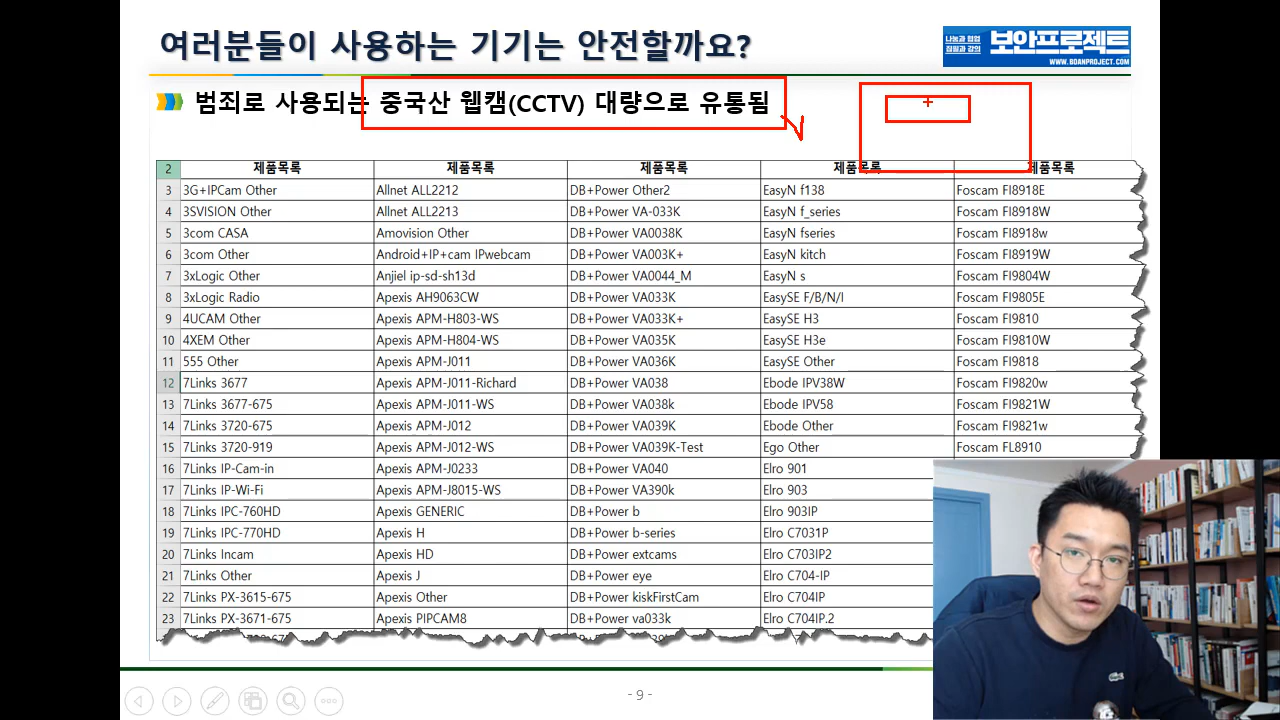 여러분들이 사용하는 기기는 안전할까요?
나눔과 협업
집필과 강의
보안프로젝트
WWW.BOANPROJECT.COM
범죄로 사용되는 중국산 웹캠(CCTV) 대량으로 유통됨
2 제품목록 제품목록 제품목록 제품목록 제품목록
3 3G+IPCam Other Allnet ALL2212 DB+Power Other2 EasyN f138 Foscam FI8918E
4 3SVISION Other Allnet ALL2213 DB+Power VA-033K EasyN f_series Foscam FI8918W
5 3com CASA Amovision Other DB+Power VA0038K EasyN fseries Foscam FI8918w
6 3com Other Android+IP+cam IPwebcam DB+Power VA003K+ EasyN kitch Foscam FI8919W
7 3xLogic Other Anjiel ip-sd-sh13d DB+Power VA0044_M EasyN s Foscam FI9804W
8 3xLogic Radio Apexis AH9063CW DB+Power VA033K EasySE F/B/N/I Foscam FI9805E
9 4UCAM Other Apexis APM-H803-WS DB+Power VA033K+ EasySE H3 Foscam FI9810
10 4XEM Other Apexis APM-H804-WS DB+Power VA035K EasySE H3e Foscam FI9810W
11 555 Other Apexis APM-J011 DB+Power VA036K EasySE Other Foscam FI9818
12 7Links 3677 Apexis APM-J011-Richard DB+Power VA038 Ebode IPV38W Foscam FI9820w
13 7Links 3677-675 Apexis APM-J011-WS DB+Power VA038k Ebode IPV58 Foscam FI9821W
14 7Links 3720-675 Apexis APM-J012 DB+Power VA039K Ebode Other Foscam FI9821w
15 7Links 3720-919 Apexis APM-J012-WS DB+Power VA039K-Test Ego Other Foscam FL8910
16 7Links IP-Cam-in Apexis APM-J0233 DB+Power VA040 Elro 901
17 7Links IP-Wi-Fi Apexis APM-J8015-WS DB+Power VA390k Elro 903
18 7Links IPC-760HD Apexis GENERIC DB+Power b Elro 903IP
19 7Links IPC-770HD Apexis H DB+Power b-series Elro C7031P
20 7Links Incam Apexis HD DB+Power extcams Elro C703IP2
21 7Links Other Apexis J DB+Power eye Elro C704-IP
22 7Links PX-3615-675 Apexis Other DB+Power kiskFirstCam Elro C704IP
23 7Links PX-3671-675 Apexis PIPCAM8 DB+Power va033k Elro C704IP.2
- 9 -